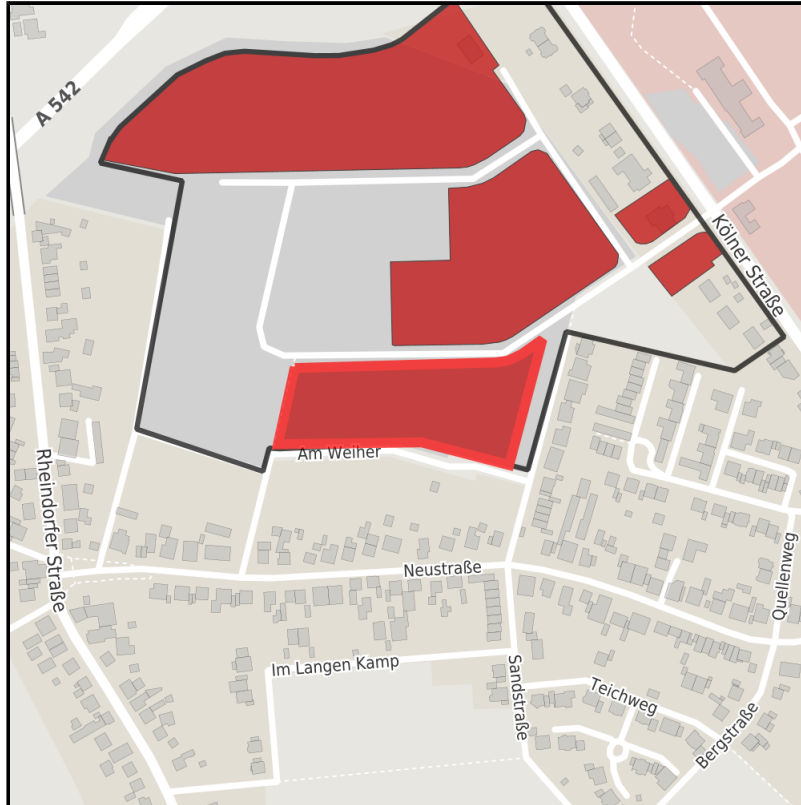 A 542
Kölner Straße
Am Weiher
Rheindorfer Straße
Neustraße
Quellenweg
Im Langen Kamp
Sandstraße
Teichweg
Bergstraße